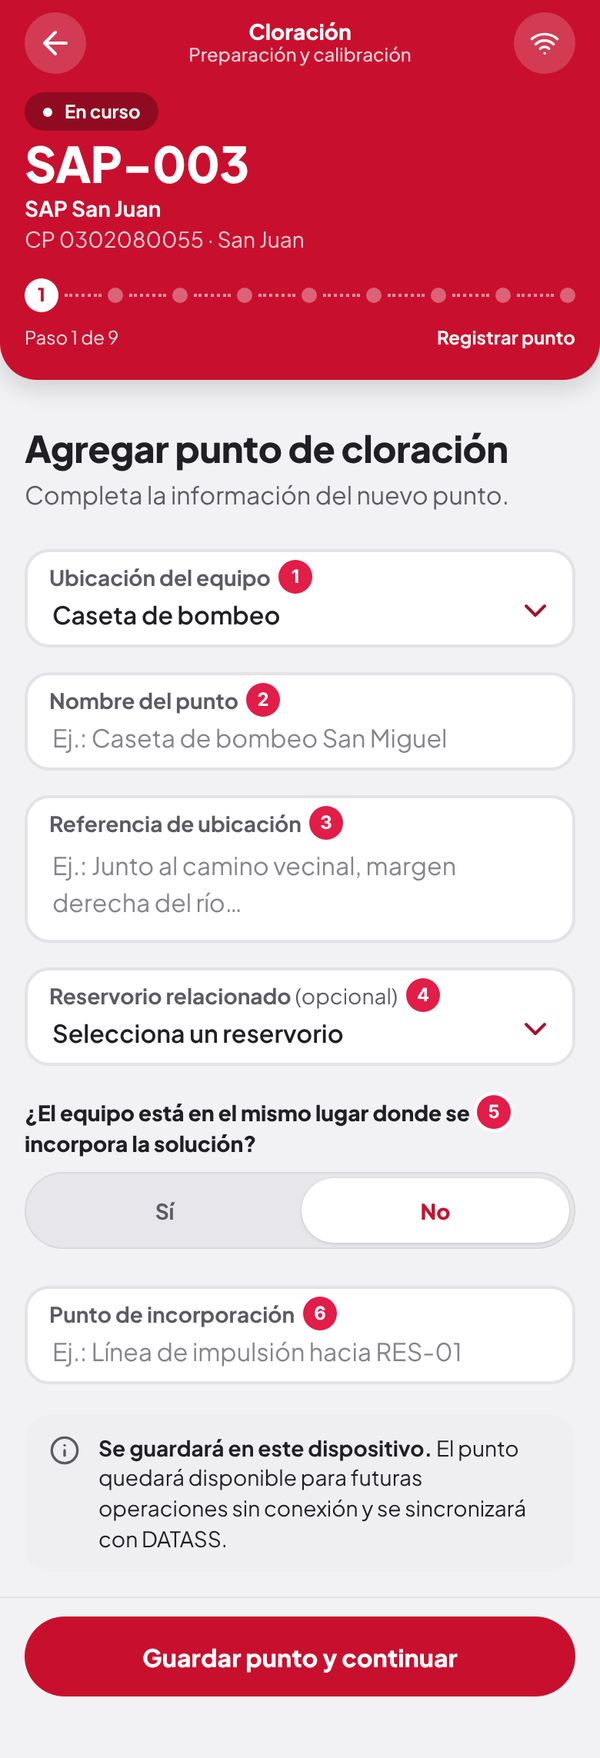 Cloración
Preparación y calibración
En curso
SAP-003
SAP San Juan
CP 0302080055 · San Juan
1
Paso 1 de 9
Registrar punto
Agregar punto de cloración
Completa la información del nuevo punto.
Ubicación del equipo 1
Caseta de bombeo
Nombre del punto 2
Ej.: Caseta de bombeo San Miguel
Referencia de ubicación 3
Ej.: Junto al camino vecinal, margen
derecha del río...
Reservorio relacionado (opcional) 4
Selecciona un reservorio
¿El equipo está en el mismo lugar donde se 5
incorpora la solución?
Sí
No
Punto de incorporación 6
Ej.: Línea de impulsión hacia RES-01
Se guardará en este dispositivo. El punto
quedará disponible para futuras
operaciones sin conexión y se sincronizará
con DATASS.
Guardar punto y continuar